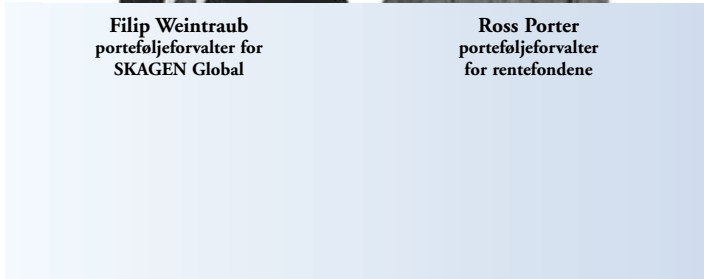 Filip Weintraub
porteføljeforvalter for
SKAGEN Global
Ross Porter
porteføljeforvalter
for rentefondene